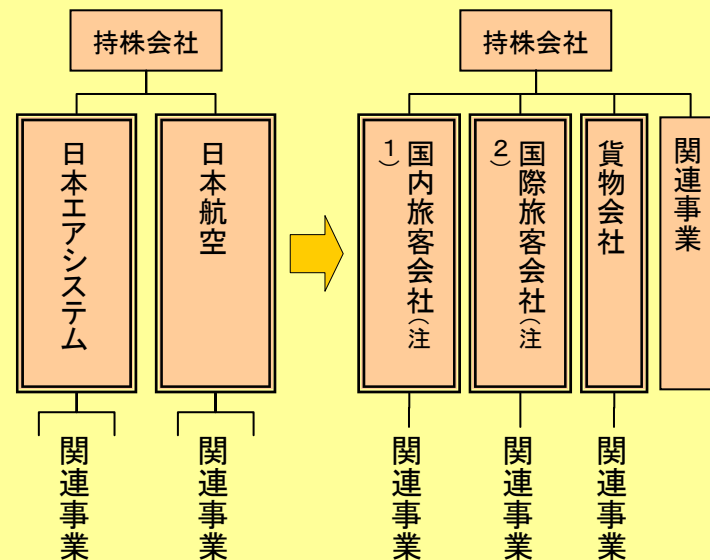 持株会社
日本エアシステム
日本航空
関連事業
関連事業
持株会社
国内旅客会社(注
1)
国際旅客会社(注
2)
貨物会社
関連事業
関連事業
関連事業
関連事業